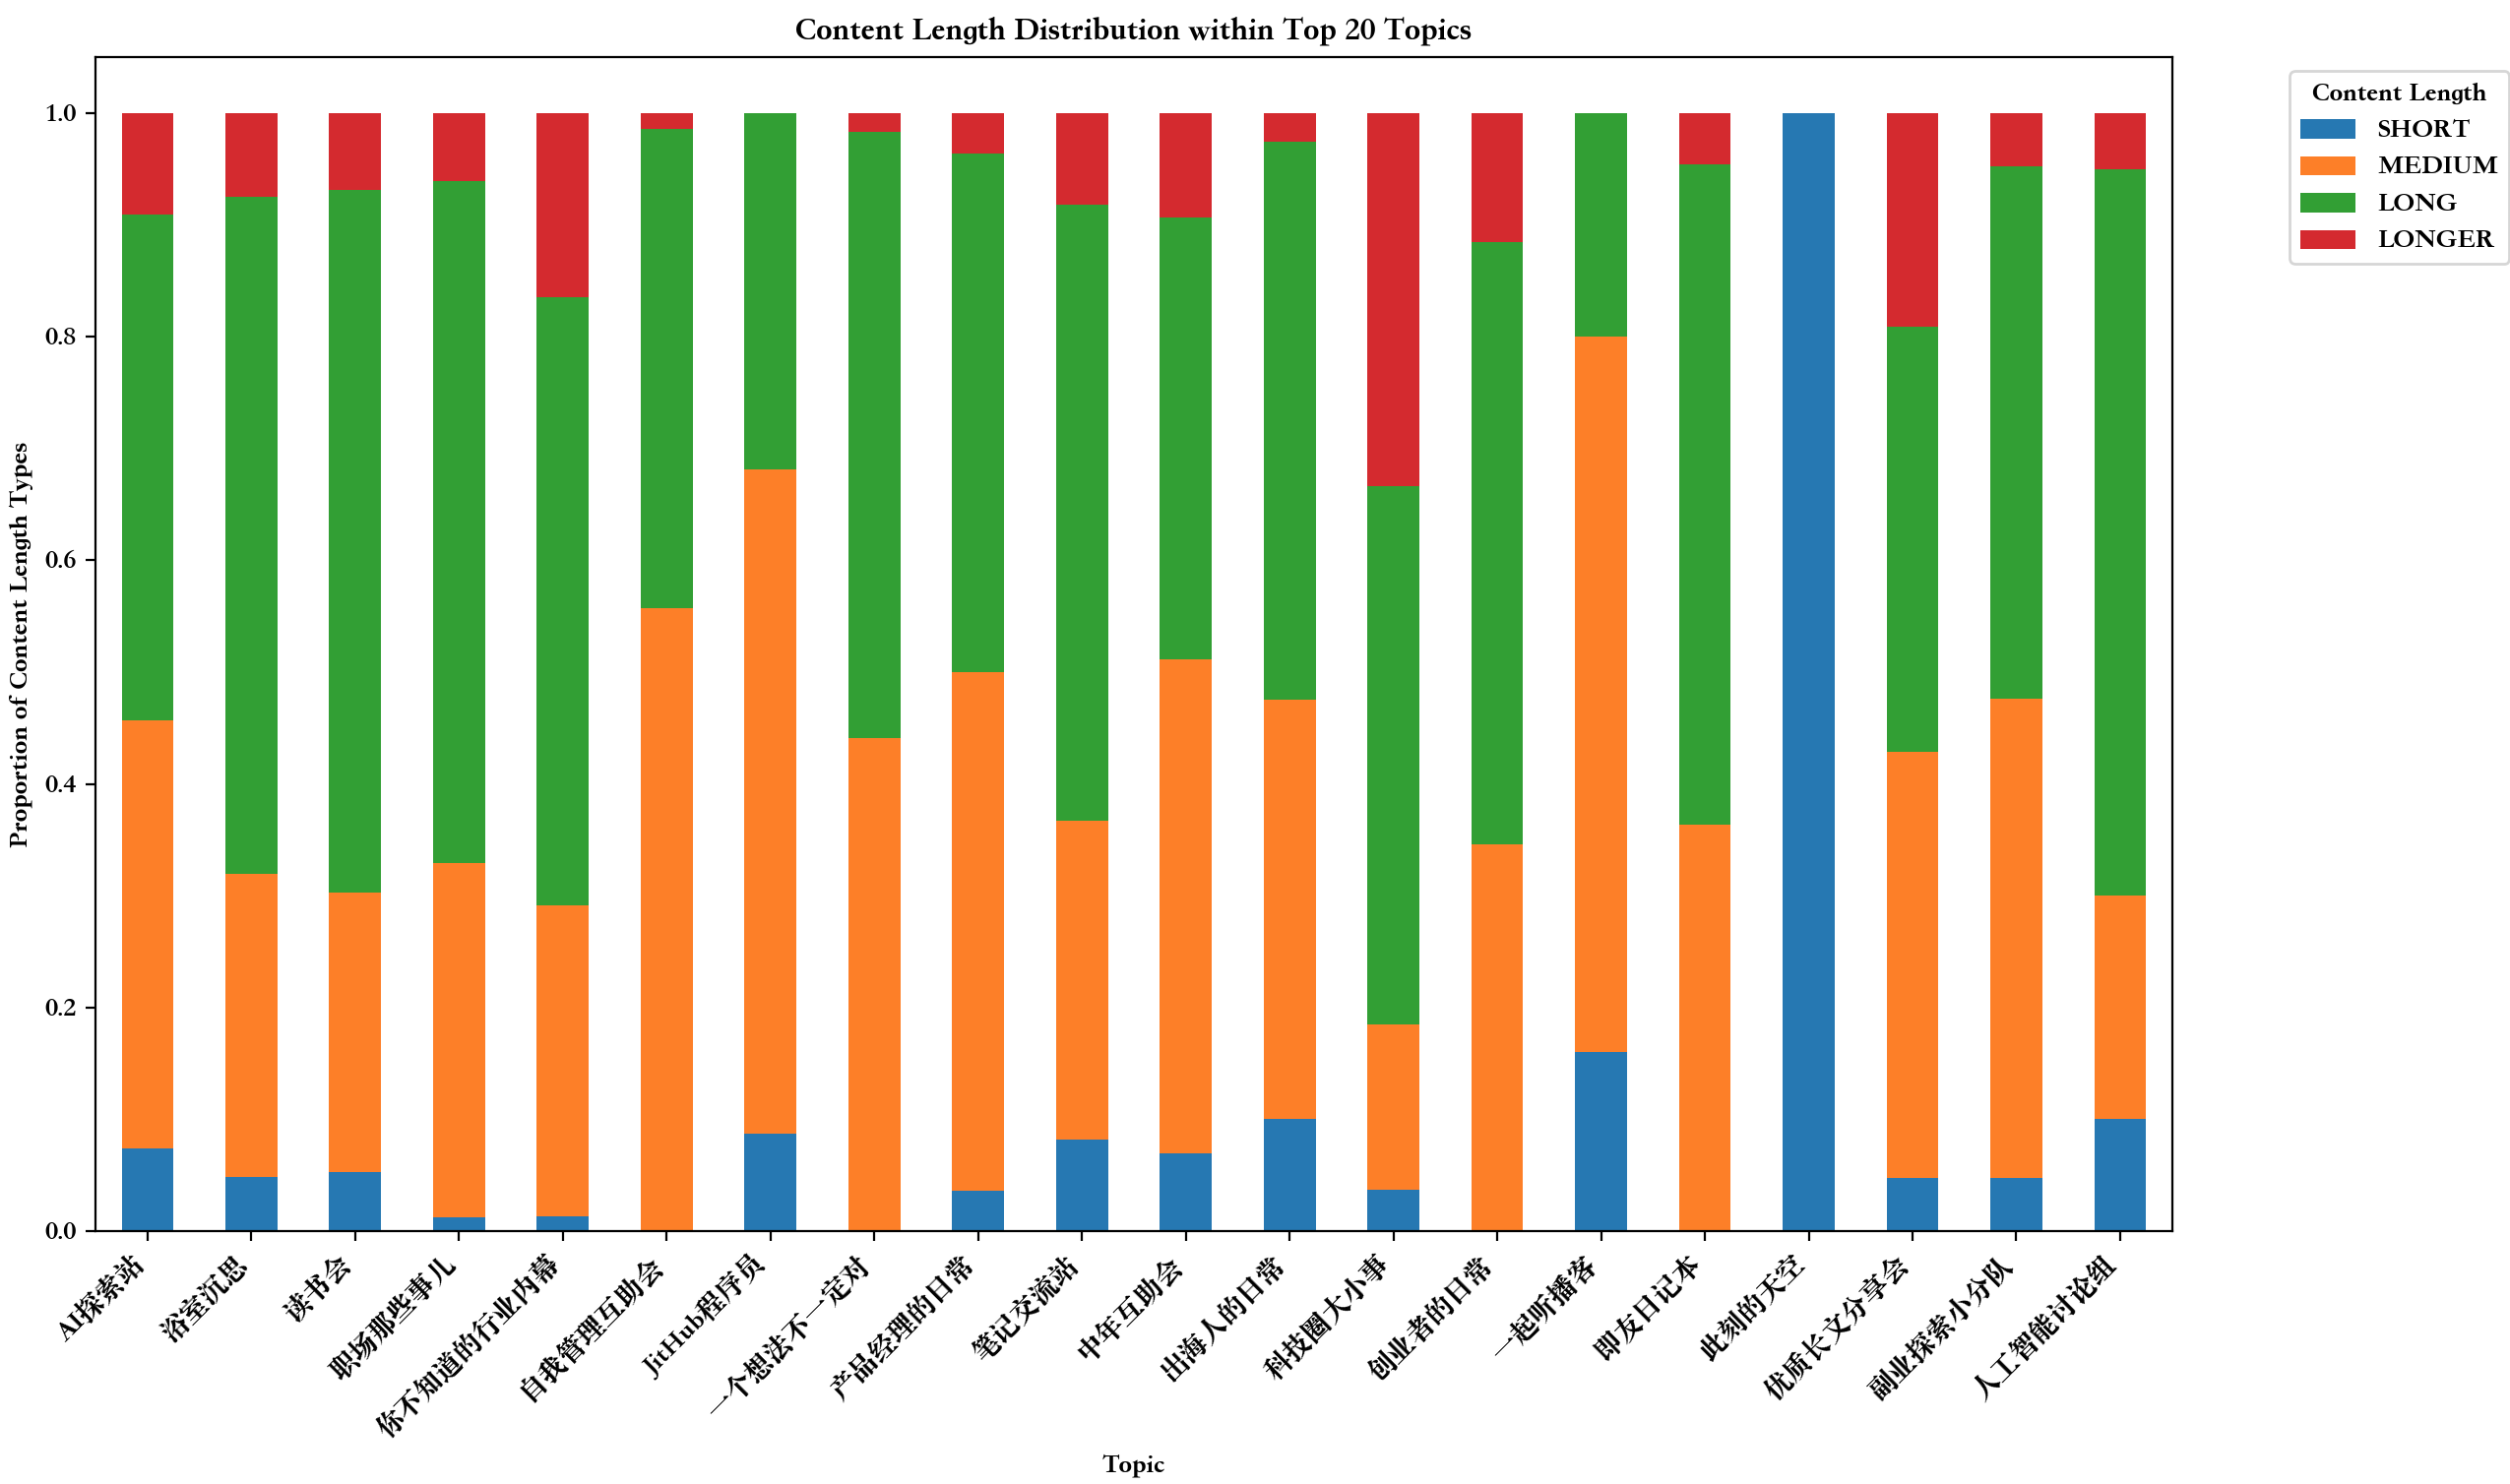 Content Length Distribution within Top 20 Topics
Content Length
SHORT
MEDIUM
LONG
LONGER
Proportion of Content Length Types
1.0
0.8
0.6
0.4
0.2
0.0
AI探索站
浴室沉思
读书会
职场那些事儿
你不知道的行业内幕
自我管理互助会
JitHub程序员
一个想法不一定对
产品经理的日常
笔记交流站
中年互助会
出海人的日常
科技圈大小事
创业者的日常
一起听播客
即友日记本
此刻的天空
优质长文分享会
副业探索小分队
人工智能讨论组
Topic